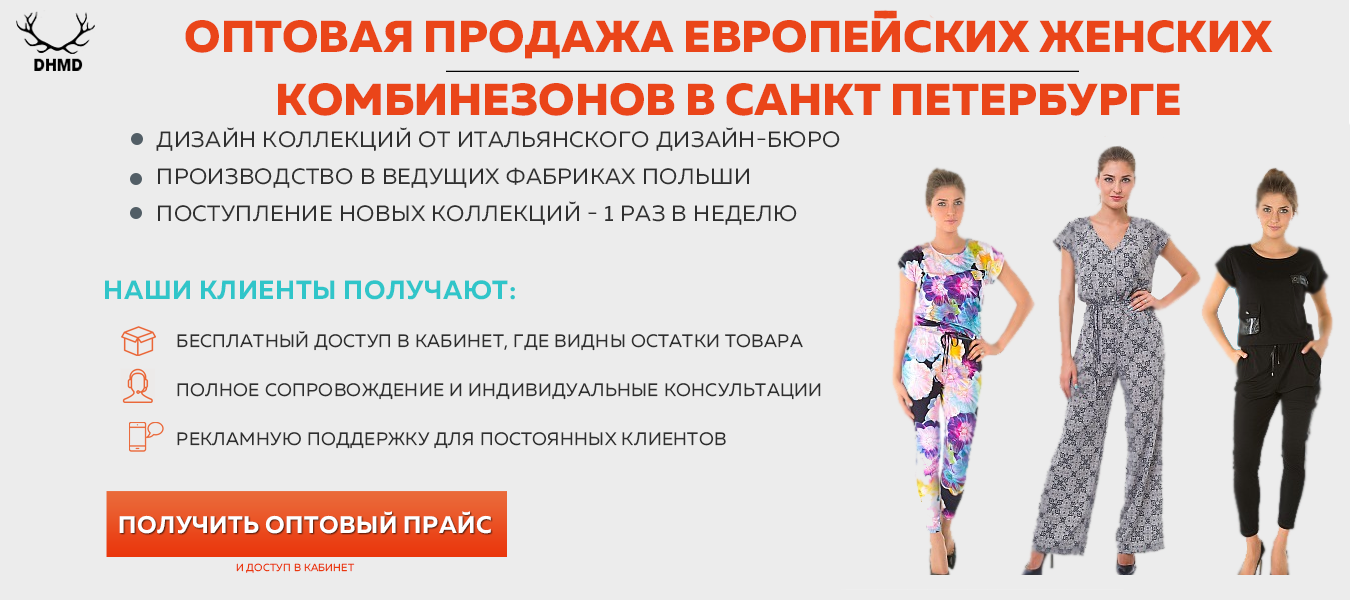 DHMD
ОПТОВАЯ ПРОДАЖА ЕВРОПЕЙСКИХ ЖЕНСКИХ
КОМБИНЕЗОНОВ В САНКТ ПЕТЕРБУРГЕ
ДИЗАЙН КОЛЛЕКЦИЙ ОТ ИТАЛЬЯНСКОГО ДИЗАЙН-БЮРО
ПРОИЗВОДСТВО В ВЕДУЩИХ ФАБРИКАХ ПОЛЬШИ
ПОСТУПЛЕНИЕ НОВЫХ КОЛЛЕКЦИЙ - 1 РАЗ В НЕДЕЛЮ
НАШИ КЛИЕНТЫ ПОЛУЧАЮТ:
БЕСПЛАТНЫЙ ДОСТУП В КАБИНЕТ, ГДЕ ВИДНЫ ОСТАТКИ ТОВАРА
ПОЛНОЕ СОПРОВОЖДЕНИЕ И ИНДИВИДУАЛЬНЫЕ КОНСУЛЬТАЦИИ
РЕКЛАМНУЮ ПОДДЕРЖКУ ДЛЯ ПОСТОЯННЫХ КЛИЕНТОВ
ПОЛУЧИТЬ ОПТОВЫЙ ПРАЙС
И ДОСТУП В КАБИНЕТ